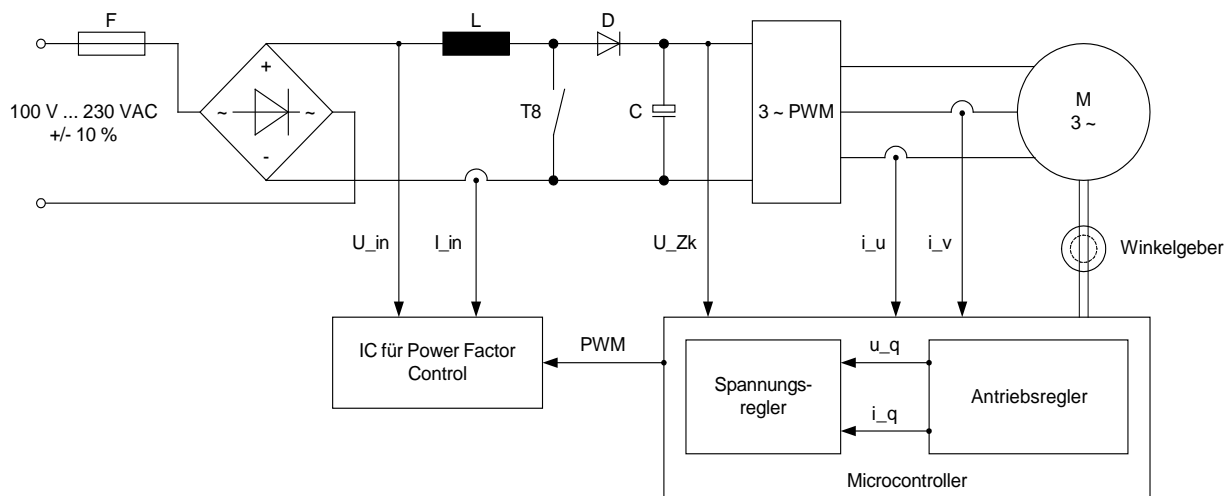 F
L
D
M
3 ~
100 V ... 230 VAC
+/- 10 %
+
~
~
-
T8
C
3 ~ PWM
U_in
I_in
U_Zk
i_u
i_v
Winkelgeber
IC für Power Factor
Control
PWM
Spannungs-
regler
u_q
i_q
Antriebsregler
Microcontroller